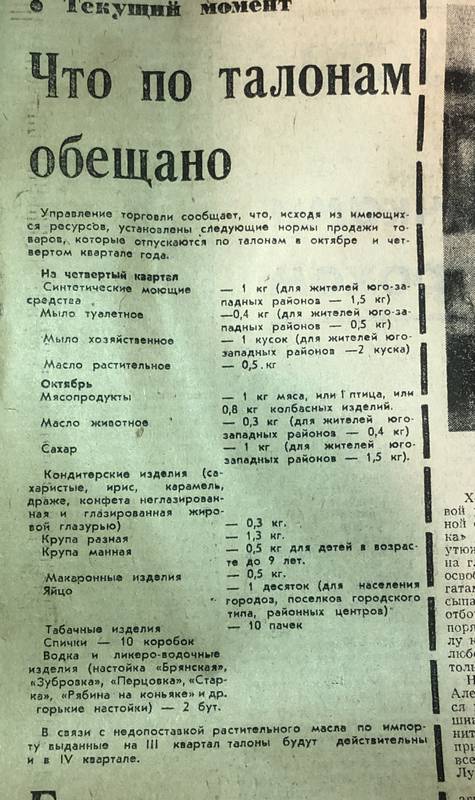 ● Текущий момент
Что по талонам
обещано
Управление торговли сообщает, что, исходя из имеющих-
ся ресурсов, установлены следующие нормы продажи то-
варов, которые отпускаются по талонам в октябре и чет-
вертом квартале года.
На четвертый квартал
Синтетические моющие — 1 кг (для жителей юго-за-
средства падных районов — 1,5 кг)
Мыло туалетное —0,4 кг (для жителей юго-за-
падных районов — 0,5 кг)
Мыло хозяйственное — 1 кусок (для жителей юго-
западных районов —2 куска)
Масло растительное — 0,5 кг
Октябрь
Мясопродукты — 1 кг мяса, или птица, или
0,8 кг колбасных изделий.
Масло животное — 0,3 кг (для жителей юго-
западных районов — 0,4 кг)
Сахар — 1 кг (для жителей юго-
западных районов — 1,5 кг).
Кондитерские изделия (са-
харистые, ирис, карамель,
драже, конфета неглазирован-
ная и глазированная жиро-
вой глазурью) — 0,3 кг.
Крупа разная — 1,3 кг.
Крупа манная — 0,5 кг для детей в возрас-
те до 9 лет.
Макаронные изделия — 0,5 кг.
Яйцо — 1 десяток (для населения
городов, поселков городского
типа, районных центров)
Табачные изделия — 10 пачек
Спички — 10 коробок
Водка и ликеро-водочные
изделия (настойка «Брянская»,
«Зубровка», «Перцовка», «Стар-
ка», «Рябина на коньяке» и др.
горькие настойки) — 2 бут.
В связи с недопоставкой растительного масла по импор-
ту выданные на III квартал талоны будут действительны
и в IV квартале.